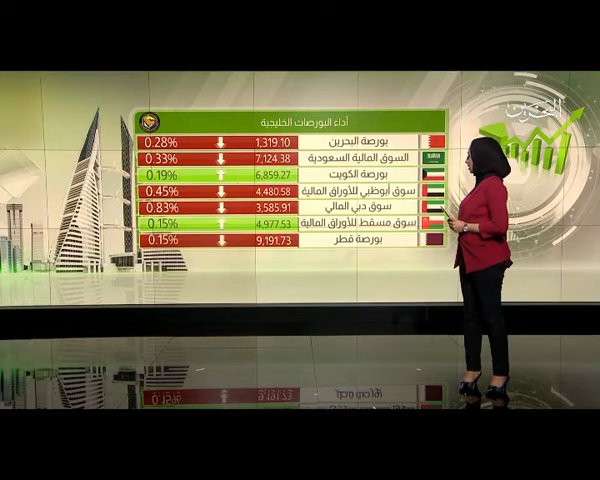 البحرين
أداء البورصات الخليجية
بورصة البحرين 1,319.10 0.28%
السوق المالية السعودية 7,124.38 0.33%
بورصة الكويت 6,859.27 0.19%
سوق أبوظبي للأوراق المالية 4,480.58 0.45%
سوق دبي المالي 3,585.91 0.83%
سوق مسقط للأوراق المالية 4,977.53 0.15%
بورصة قطر 9,191.73 0.15%